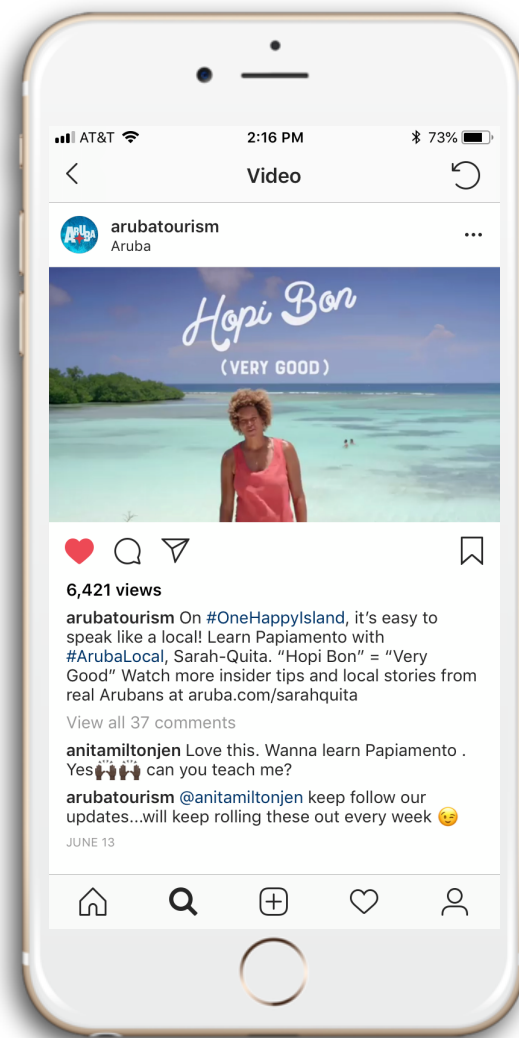 AT&T 2:16 PM 73%
Video
ARUBA
arubatourism
Aruba
Hopi Bon
(VERY GOOD)
6,421 views
arubatourism On #OneHappyIsland, it’s easy to
speak like a local! Learn Papiamento with
#ArubaLocal, Sarah-Quita. “Hopi Bon” = “Very
Good” Watch more insider tips and local stories from
real Arubans at aruba.com/sarahquita
View all 37 comments
anitamiltonjen Love this. Wanna learn Papiamento .
Yes🙌🏿🙌🏿 can you teach me?
arubatourism @anitamiltonjen keep follow our
updates...will keep rolling these out every week 😉
JUNE 13